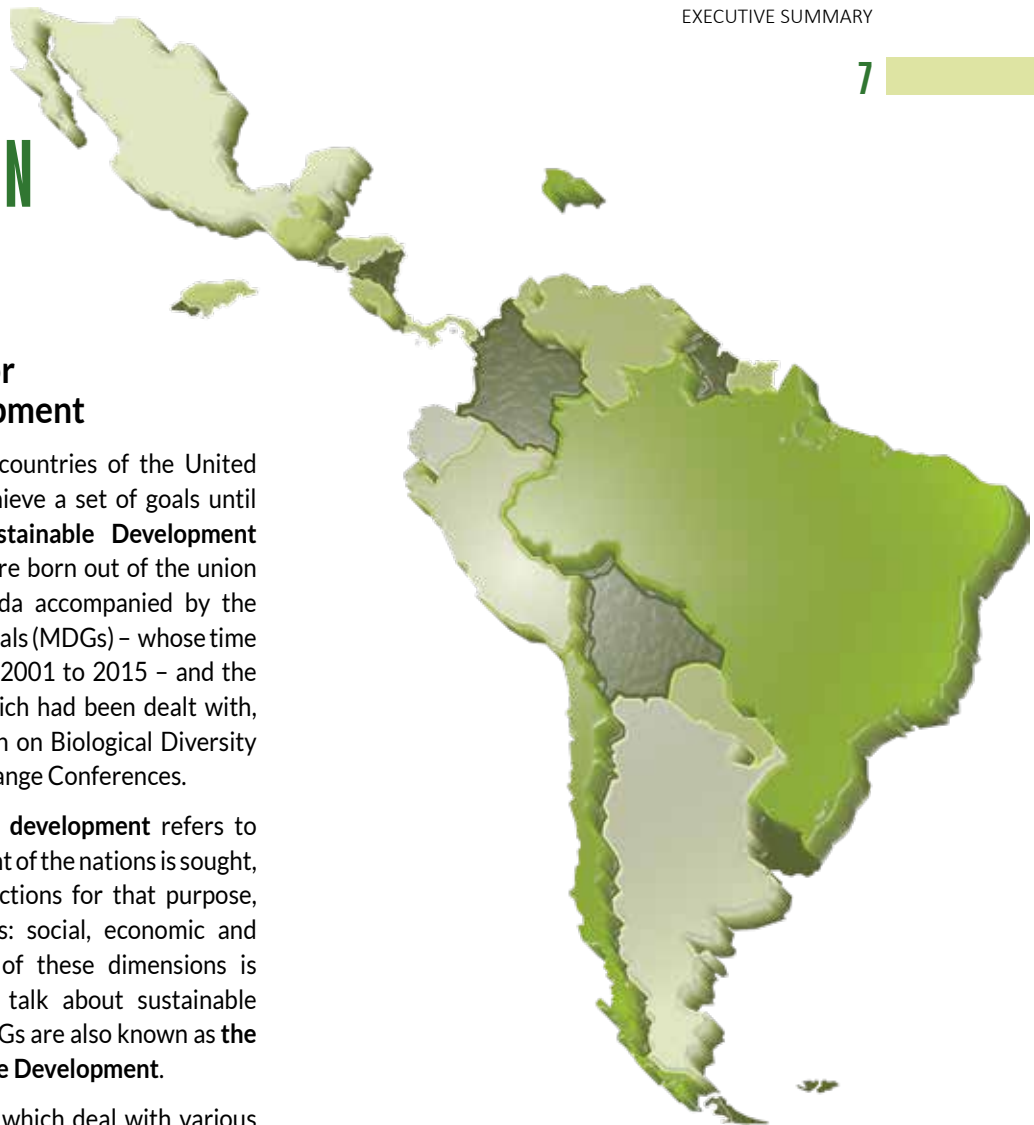 EXECUTIVE SUMMARY
7
N
r
pment
countries of the United
ieve a set of goals until
stainable Development
re born out of the union
da accompanied by the
als (MDGs) – whose time
2001 to 2015 – and the
ich had been dealt with,
n on Biological Diversity
ange Conferences.
development refers to
nt of the nations is sought,
ctions for that purpose,
s: social, economic and
of these dimensions is
talk about sustainable
Gs are also known as the
e Development.
which deal with various